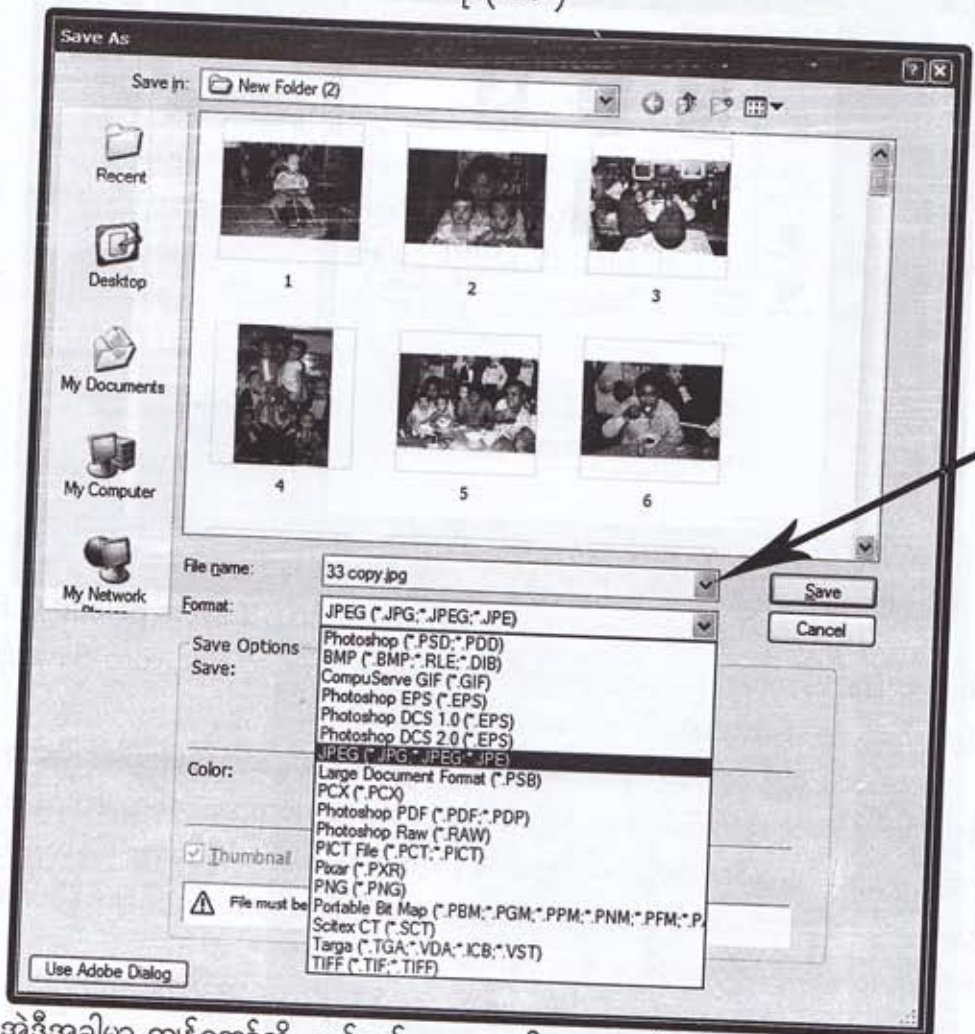 Save As
Save in: New Folder (2)
Recent
Desktop
My Documents
My Computer
My Network
1 2 3
4 5 6
File name: 33 copy.jpg
Save
Format: JPEG (*.JPG;*.JPEG;*.JPE)
Cancel
Photoshop (*.PSD;*.PDD)
BMP (*.BMP;*.RLE;*.DIB)
CompuServe GIF (*.GIF)
Photoshop EPS (*.EPS)
Photoshop DCS 1.0 (*.EPS)
Photoshop DCS 2.0 (*.EPS)
JPEG (*.JPG;*.JPEG;*.JPE)
Large Document Format (*.PSB)
PCX (*.PCX)
Photoshop PDF (*.PDF;*.PDP)
Photoshop Raw (*.RAW)
PICT File (*.PCT;*.PICT)
Pixar (*.PXR)
PNG (*.PNG)
Portable Bit Map (*.PBM;*.PGM;*.PPM;*.PNM;*.PFM;*.P
Scitex CT (*.SCT)
Targa (*.TGA;*.VDA;*.ICB;*.VST)
TIFF (*.TIF;*.TIFF)
Save Options
Save:
Color:
Thumbnail
File must be
Use Adobe Dialog